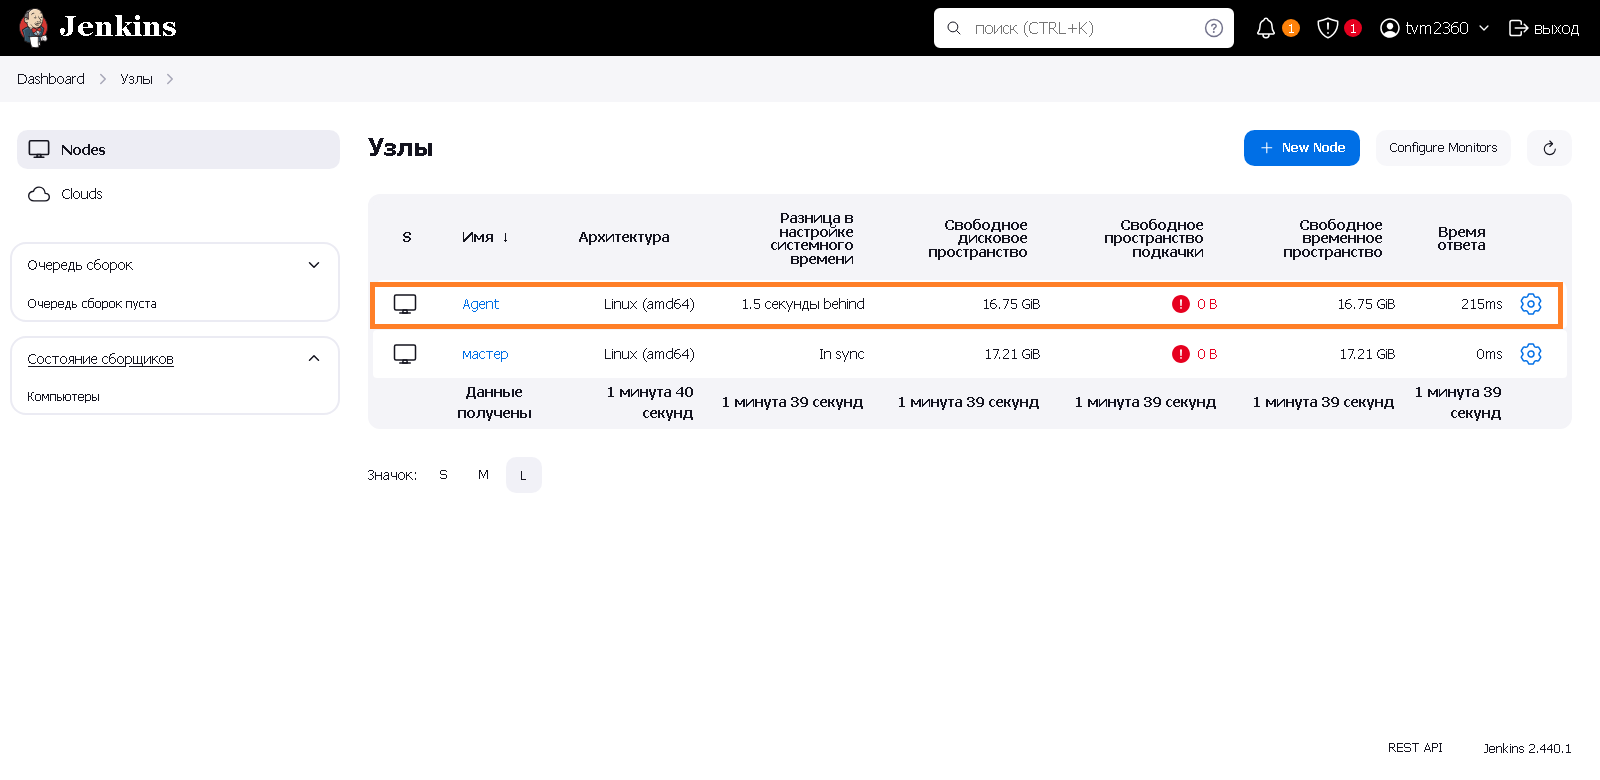 Jenkins
поиск (CTRL+K)
1
1
tvm2360
выход
Dashboard
Узлы
Nodes
Clouds
Очередь сборок
Очередь сборок пуста
Состояние сборщиков
Компьютеры
Узлы
New Node
Configure Monitors
S
Имя ↓
Архитектура
Разница в
настройке
системного
времени
Свободное
дисковое
пространство
Свободное
пространство
подкачки
Свободное
временное
пространство
Время
ответа
Agent
Linux (amd64)
1.5 секунды behind
16.75 GiB
0 B
16.75 GiB
215ms
мастер
Linux (amd64)
In sync
17.21 GiB
0 B
17.21 GiB
0ms
Данные
получены
1 минута 40
секунд
1 минута 39 секунд
1 минута 39 секунд
1 минута 39 секунд
1 минута 39 секунд
1 минута 39
секунд
Значок:
S
M
L
REST API
Jenkins 2.440.1